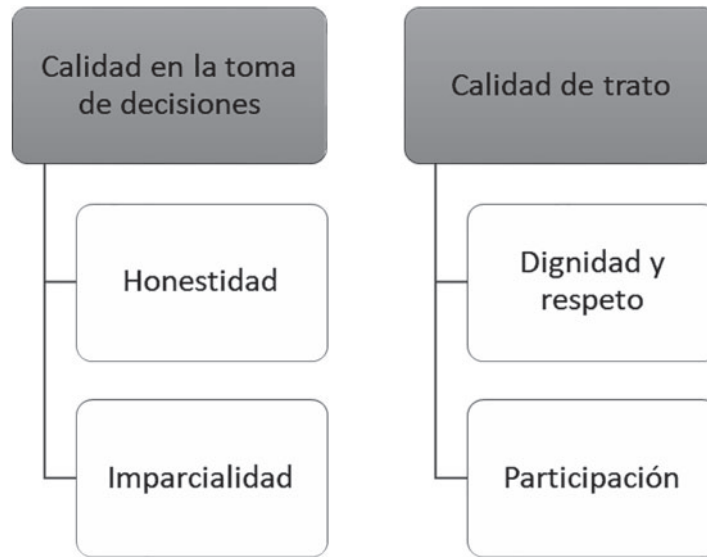 Calidad en la toma
de decisiones
Honestidad
Imparcialidad
Calidad de trato
Dignidad y
respeto
Participación